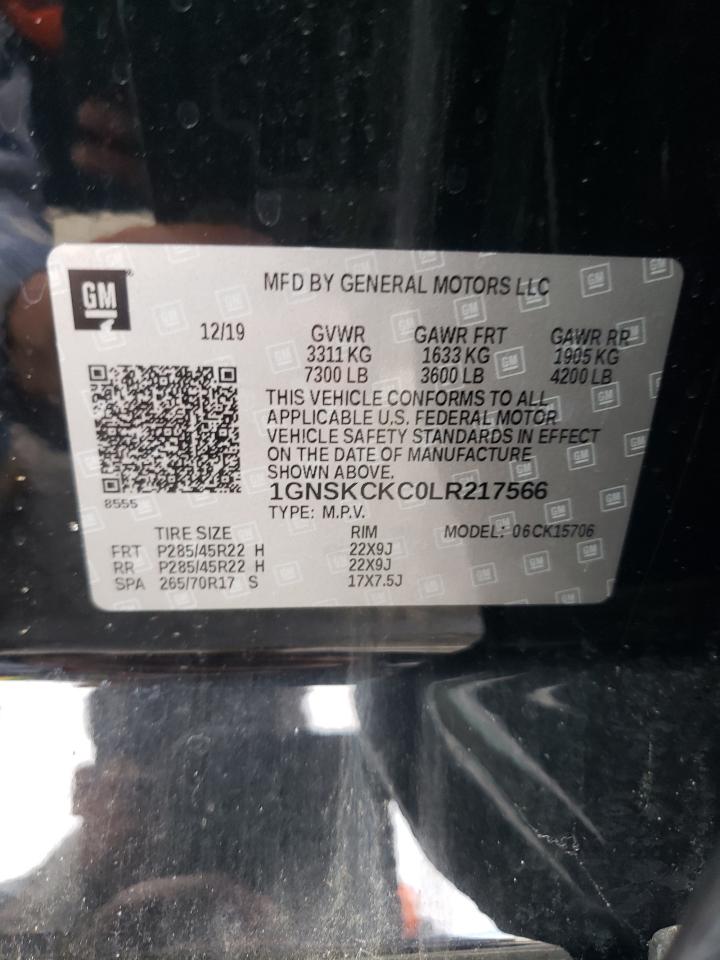 GM
MFD BY GENERAL MOTORS LLC
12/19 GVWR GAWR FRT GAWR RR
3311 KG 1633 KG 1905 KG
7300 LB 3600 LB 4200 LB
THIS VEHICLE CONFORMS TO ALL
APPLICABLE U.S. FEDERAL MOTOR
VEHICLE SAFETY STANDARDS IN EFFECT
ON THE DATE OF MANUFACTURE
SHOWN ABOVE.
1GNSKCKC0LR217566
8555
TYPE: M.P.V.
TIRE SIZE RIM MODEL: 06CK15706
FRT P285/45R22 H 22X9J
RR P285/45R22 H 22X9J
SPA 265/70R17 S 17X7.5J